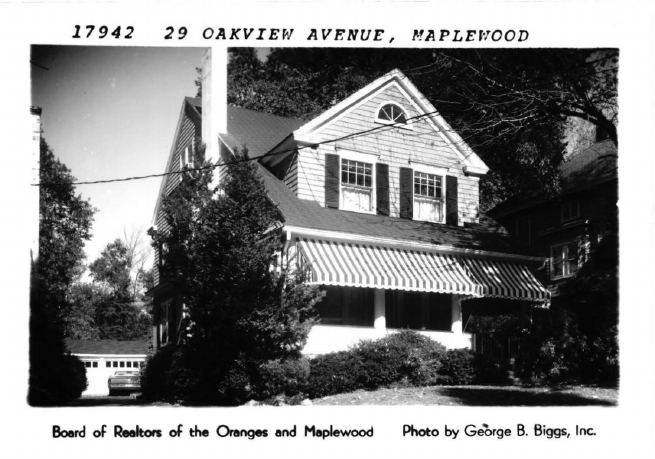 17942 29 OAKVIEW AVENUE, MAPLEWOOD
Board of Realtors of the Oranges and Maplewood Photo by George B. Biggs, Inc.